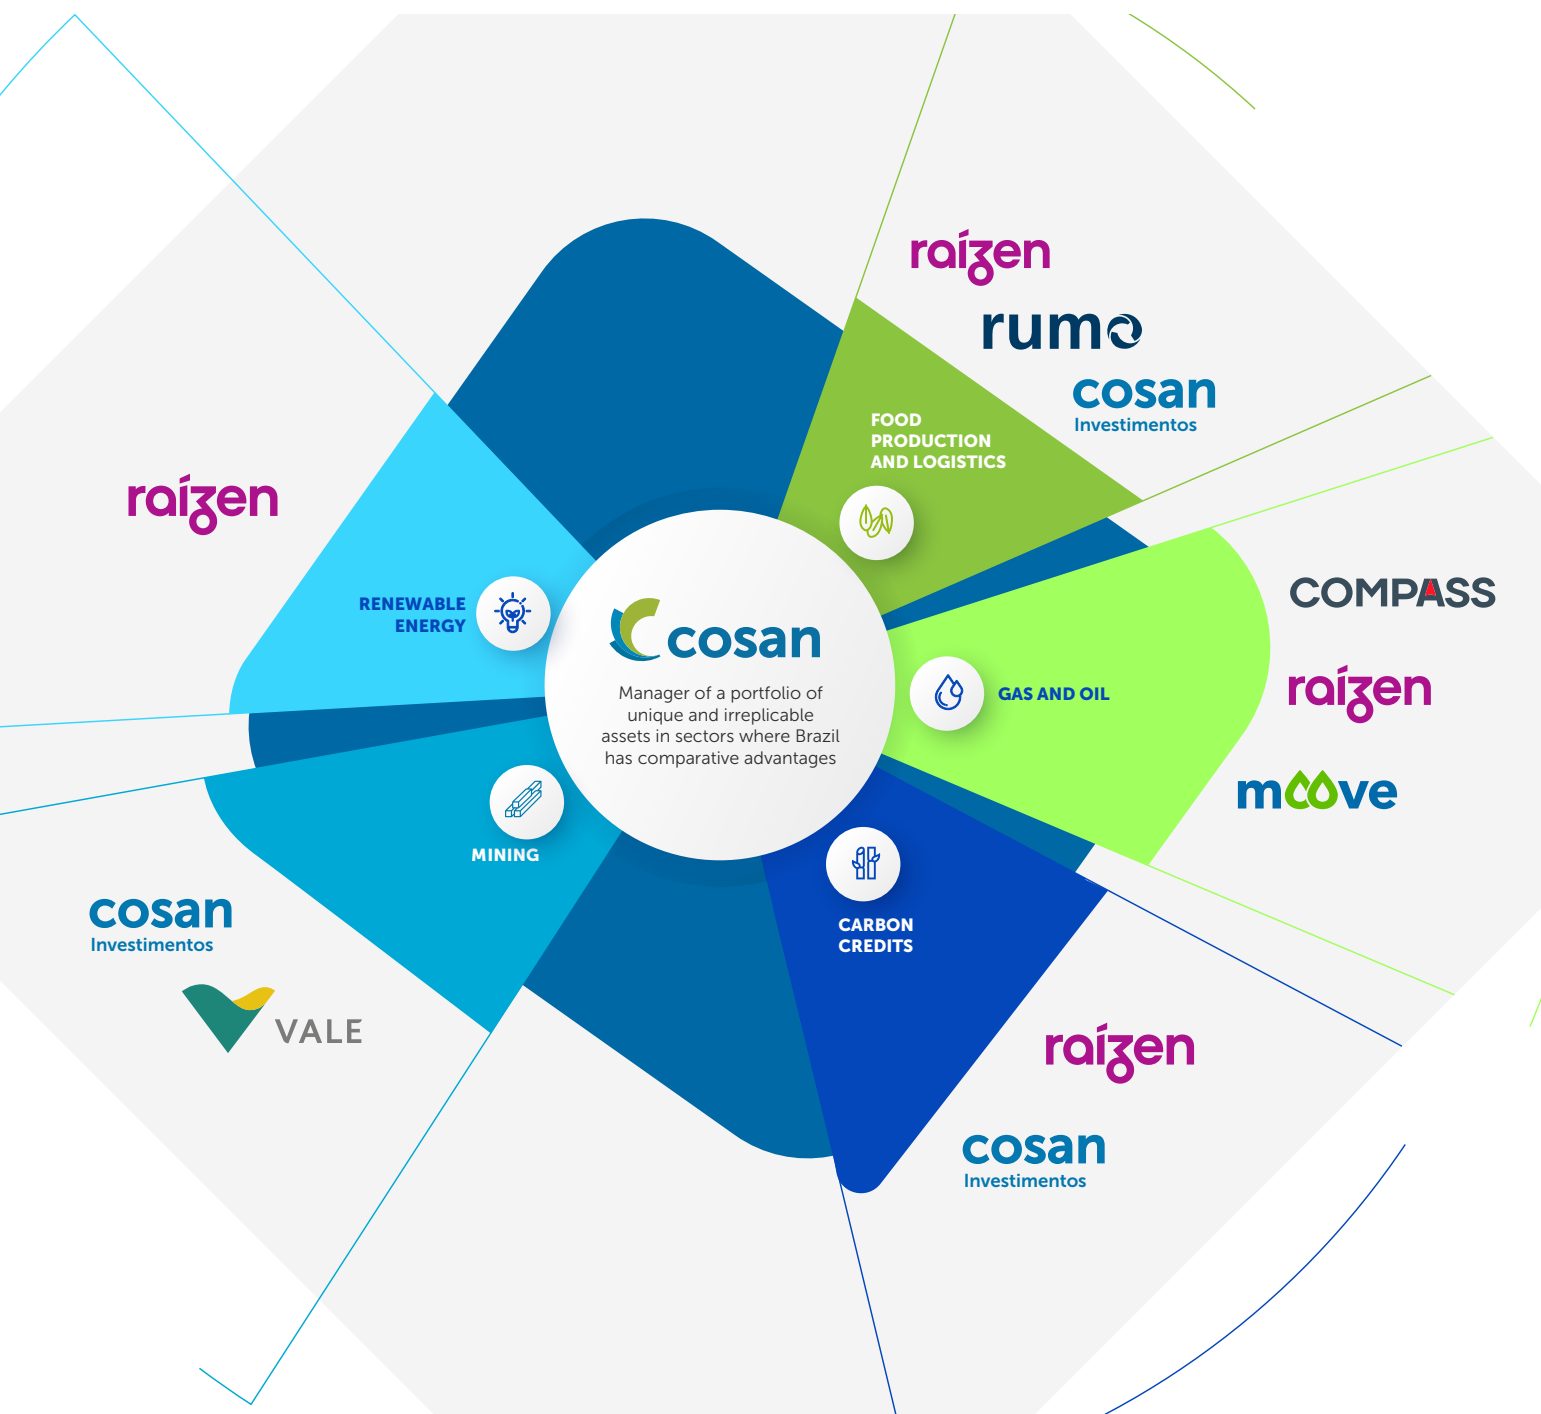 raízen
rumo
cosan
Investimentos
FOOD
PRODUCTION
AND LOGISTICS
raízen
RENEWABLE
ENERGY
cosan
Manager of a portfolio of
unique and irreplicable
assets in sectors where Brazil
has comparative advantages
GAS AND OIL
COMPASS
raízen
moove
MINING
cosan
Investimentos
VALE
CARBON
CREDITS
raízen
cosan
Investimentos